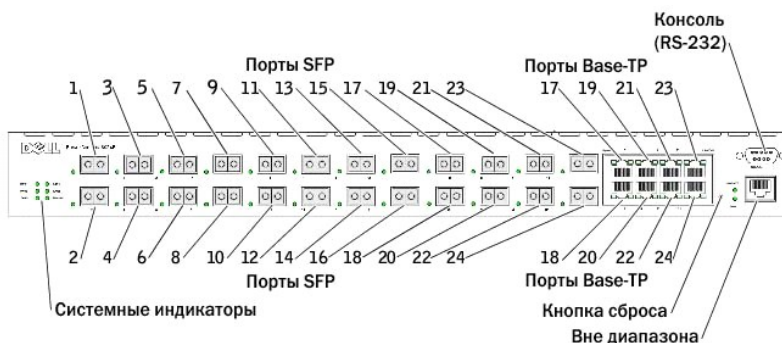 Консоль
(RS-232)
Порты SFP
Порты Base-TP
1 3 5 7 9 11 13 15 17 19 21 23 17 19 21 23
DELL
2 4 6 8 10 12 14 16 18 20 22 24 18 20 22 24
Порты SFP
Порты Base-TP
Системные индикаторы
Кнопка сброса
Вне диапазона